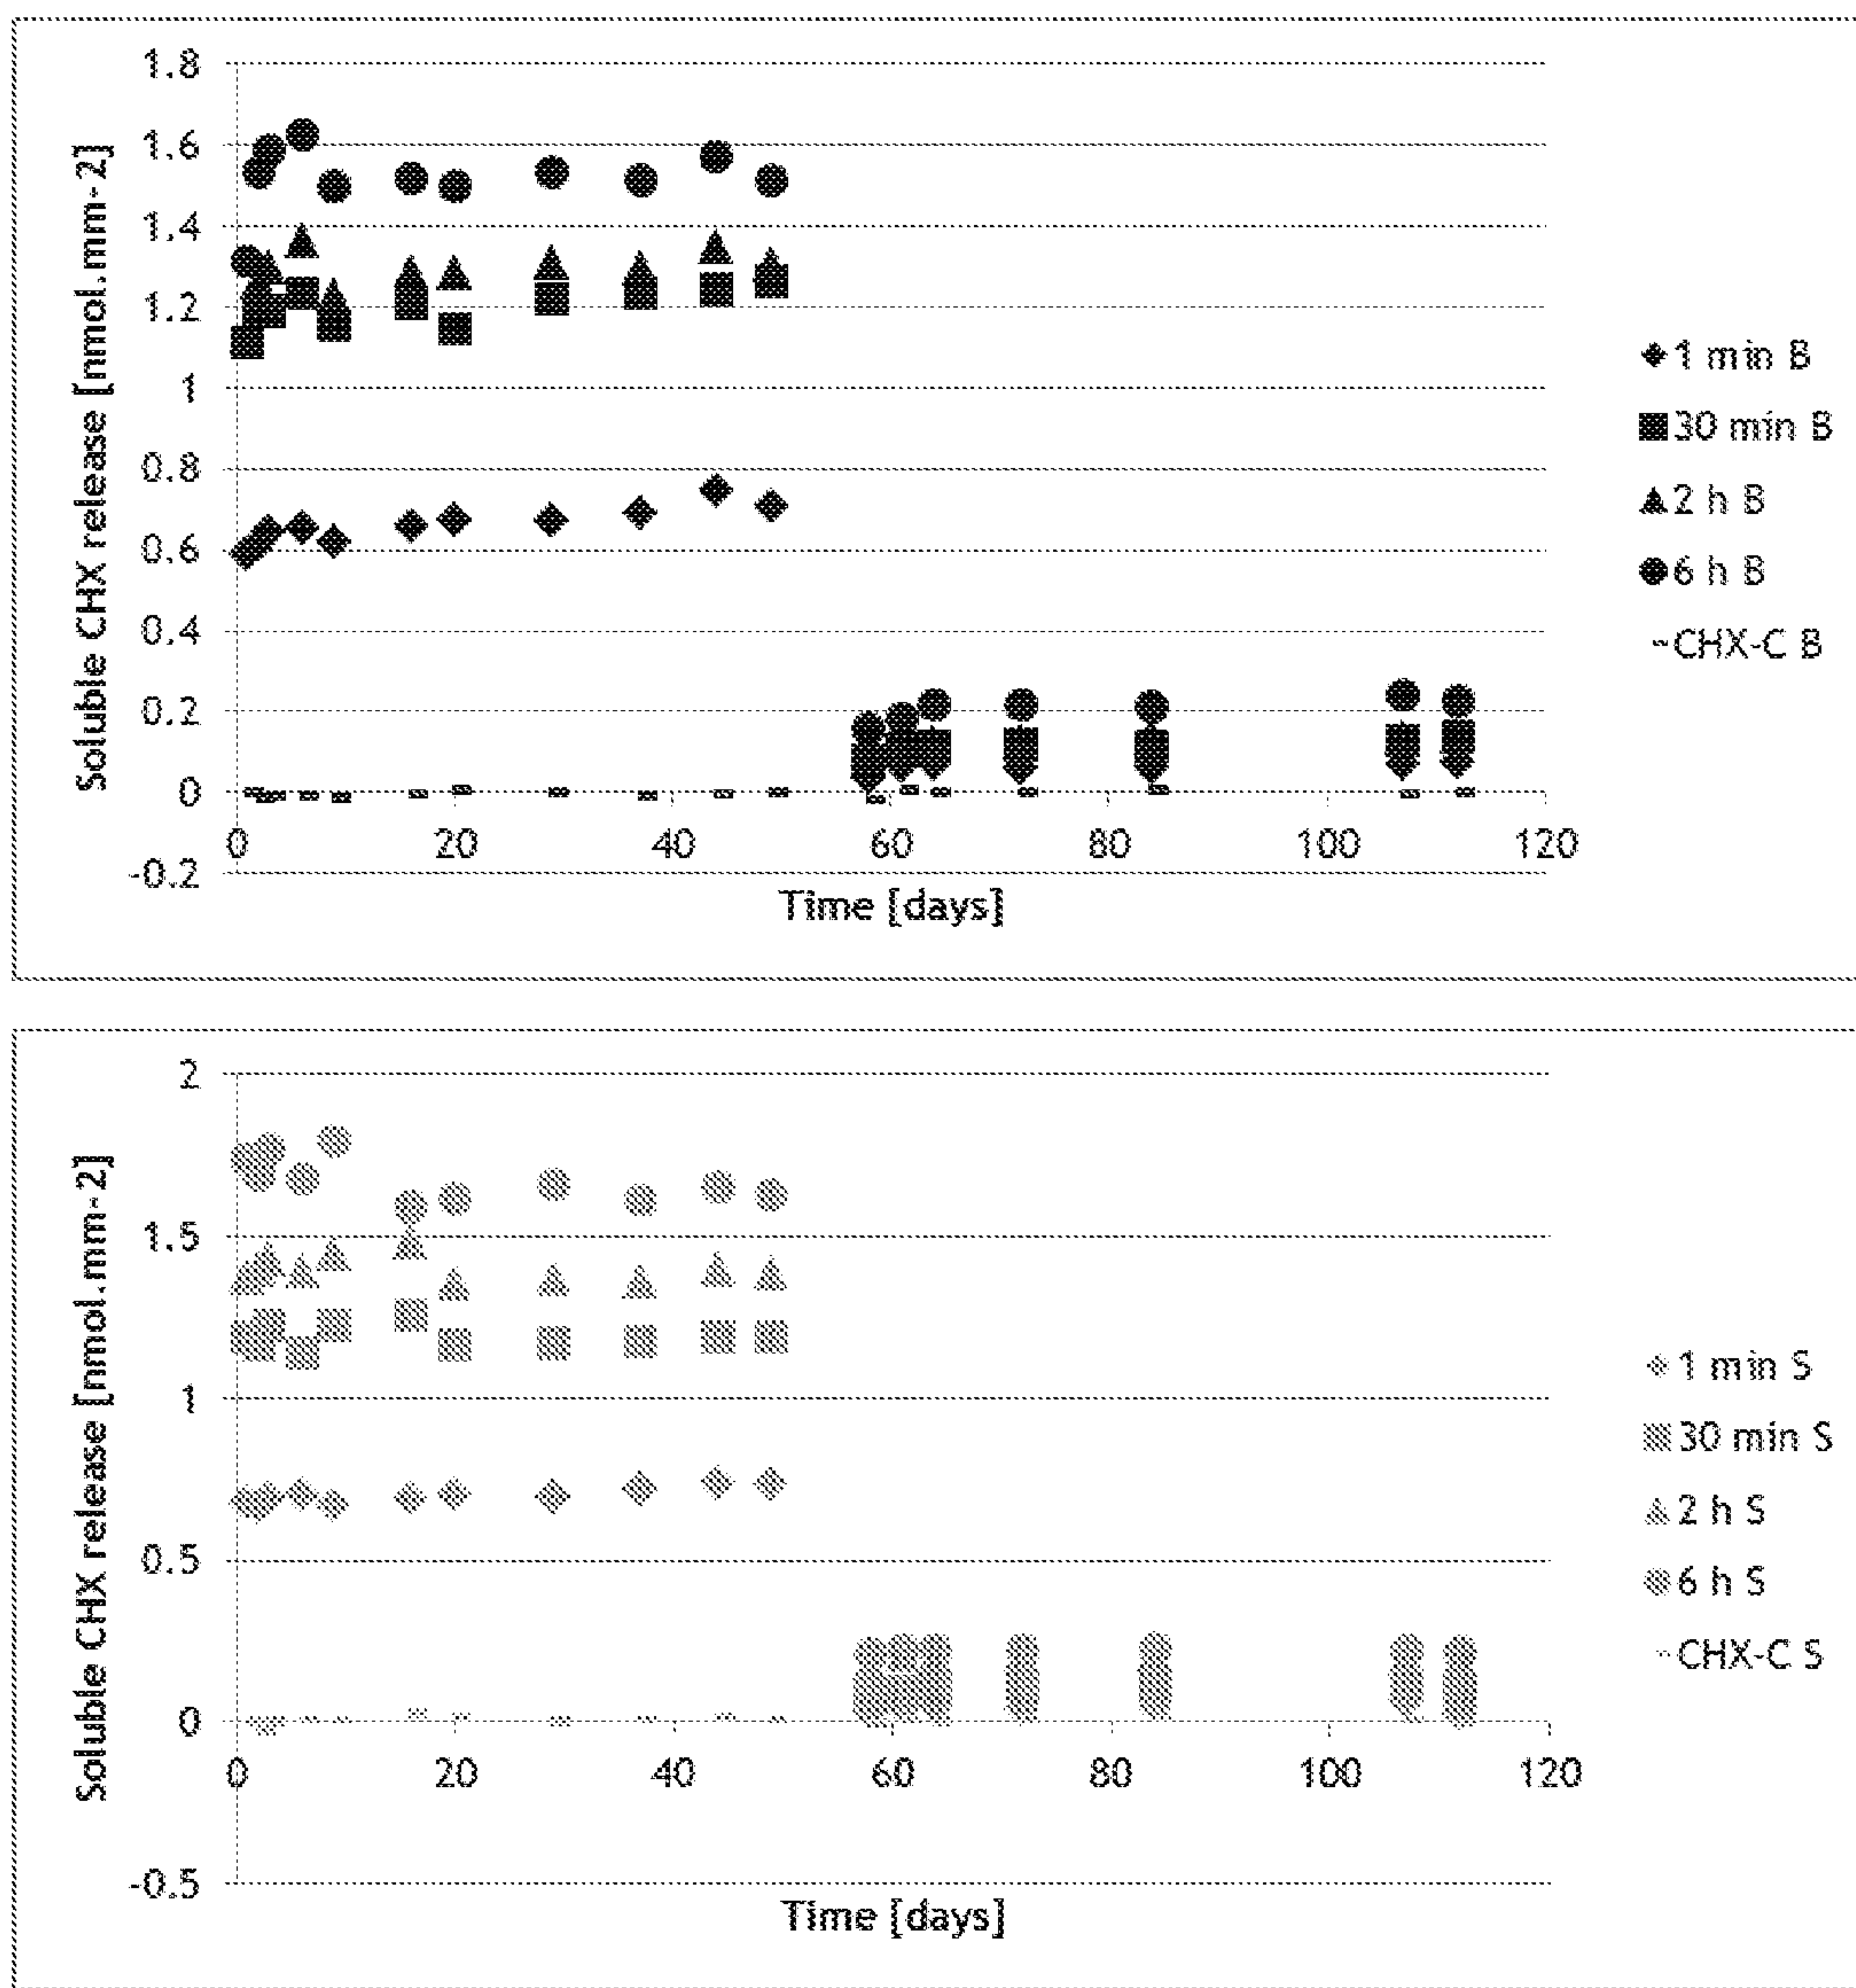 1.8
1.6
1.4
1.2
1
0.8
0.6
0.4
0.2
0
-0.2
Soluble CHX release [nmol.mm-2]
0 20 40 60 80 100 120
Time [days]
1 min B
30 min B
2 h B
6 h B
CHX-C B
2
1.5
1
0.5
0
-0.5
Soluble CHX release [nmol.mm-2]
0 20 40 60 80 100 120
Time [days]
1 min S
30 min S
2 h S
6 h S
CHX-C S